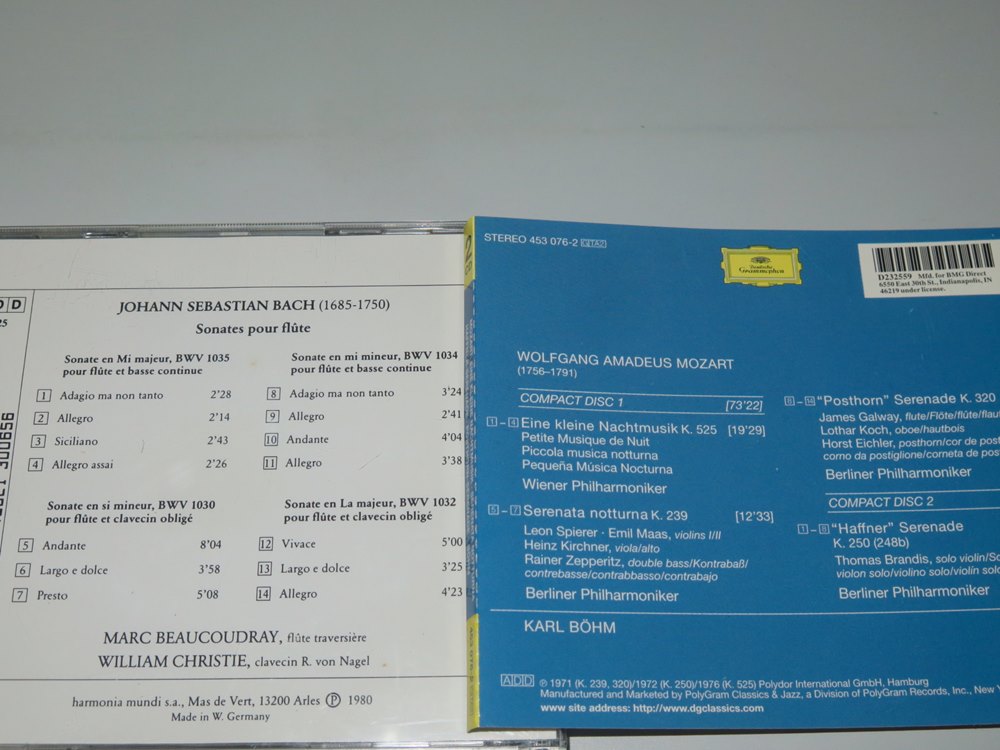 D D
25
JOHANN SEBASTIAN BACH (1685-1750)
Sonates pour flûte
Sonate en Mi majeur, BWV 1035
pour flûte et basse continue
1 Adagio ma non tanto 2'28
2 Allegro 2'14
3 Siciliano 2'43
4 Allegro assai 2'26
Sonate en si mineur, BWV 1030
pour flûte et clavecin obligé
5 Andante 8'04
6 Largo e dolce 3'58
7 Presto 5'08
Sonate en mi mineur, BWV 1034
pour flûte et basse continue
8 Adagio ma non tanto 3'24
9 Allegro 2'41
10 Andante 4'04
11 Allegro 3'38
Sonate en La majeur, BWV 1032
pour flûte et clavecin obligé
12 Vivace 5'00
13 Largo e dolce 3'25
14 Allegro 4'23
MARC BEAUCOUDRAY, flûte traversière
WILLIAM CHRISTIE, clavecin R. von Nagel
harmonia mundi s.a., Mas de Vert, 13200 Arles Ⓟ 1980
Made in W. Germany
300656
2 CD
STEREO 453 076-2 GTA2
Deutsche
Grammophon
D232559 Mfd. for BMG Direct
6550 East 30th St., Indianapolis, IN
46219 under license.
WOLFGANG AMADEUS MOZART
(1756–1791)
COMPACT DISC 1 [73'22]
1 – 4 Eine kleine Nachtmusik K. 525 [19'29]
Petite Musique de Nuit
Piccola musica notturna
Pequeña Música Nocturna
Wiener Philharmoniker
5 – 7 Serenata notturna K. 239 [12'33]
Leon Spierer · Emil Maas, violins I/II
Heinz Kirchner, viola/alto
Rainer Zepperitz, double bass/Kontrabaß/
contrebasse/contrabbasso/contrabajo
Berliner Philharmoniker
KARL BÖHM
8 – 14 "Posthorn" Serenade K. 320
James Galway, flute/Flöte/flûte/flau
Lothar Koch, oboe/hautbois
Horst Eichler, posthorn/cor de post
corno da postiglione/corneta de post
Berliner Philharmoniker
COMPACT DISC 2
1 – 8 "Haffner" Serenade
K. 250 (248b)
Thomas Brandis, solo violin/So
violon solo/violino solo/violín solo
Berliner Philharmoniker
ADD ℗ 1971 (K. 239, 320)/1972 (K. 250)/1976 (K. 525) Polydor International GmbH, Hamburg
Manufactured and Marketed by PolyGram Classics & Jazz, a Division of PolyGram Records, Inc., New Y
www site address: http://www.dgclassics.com